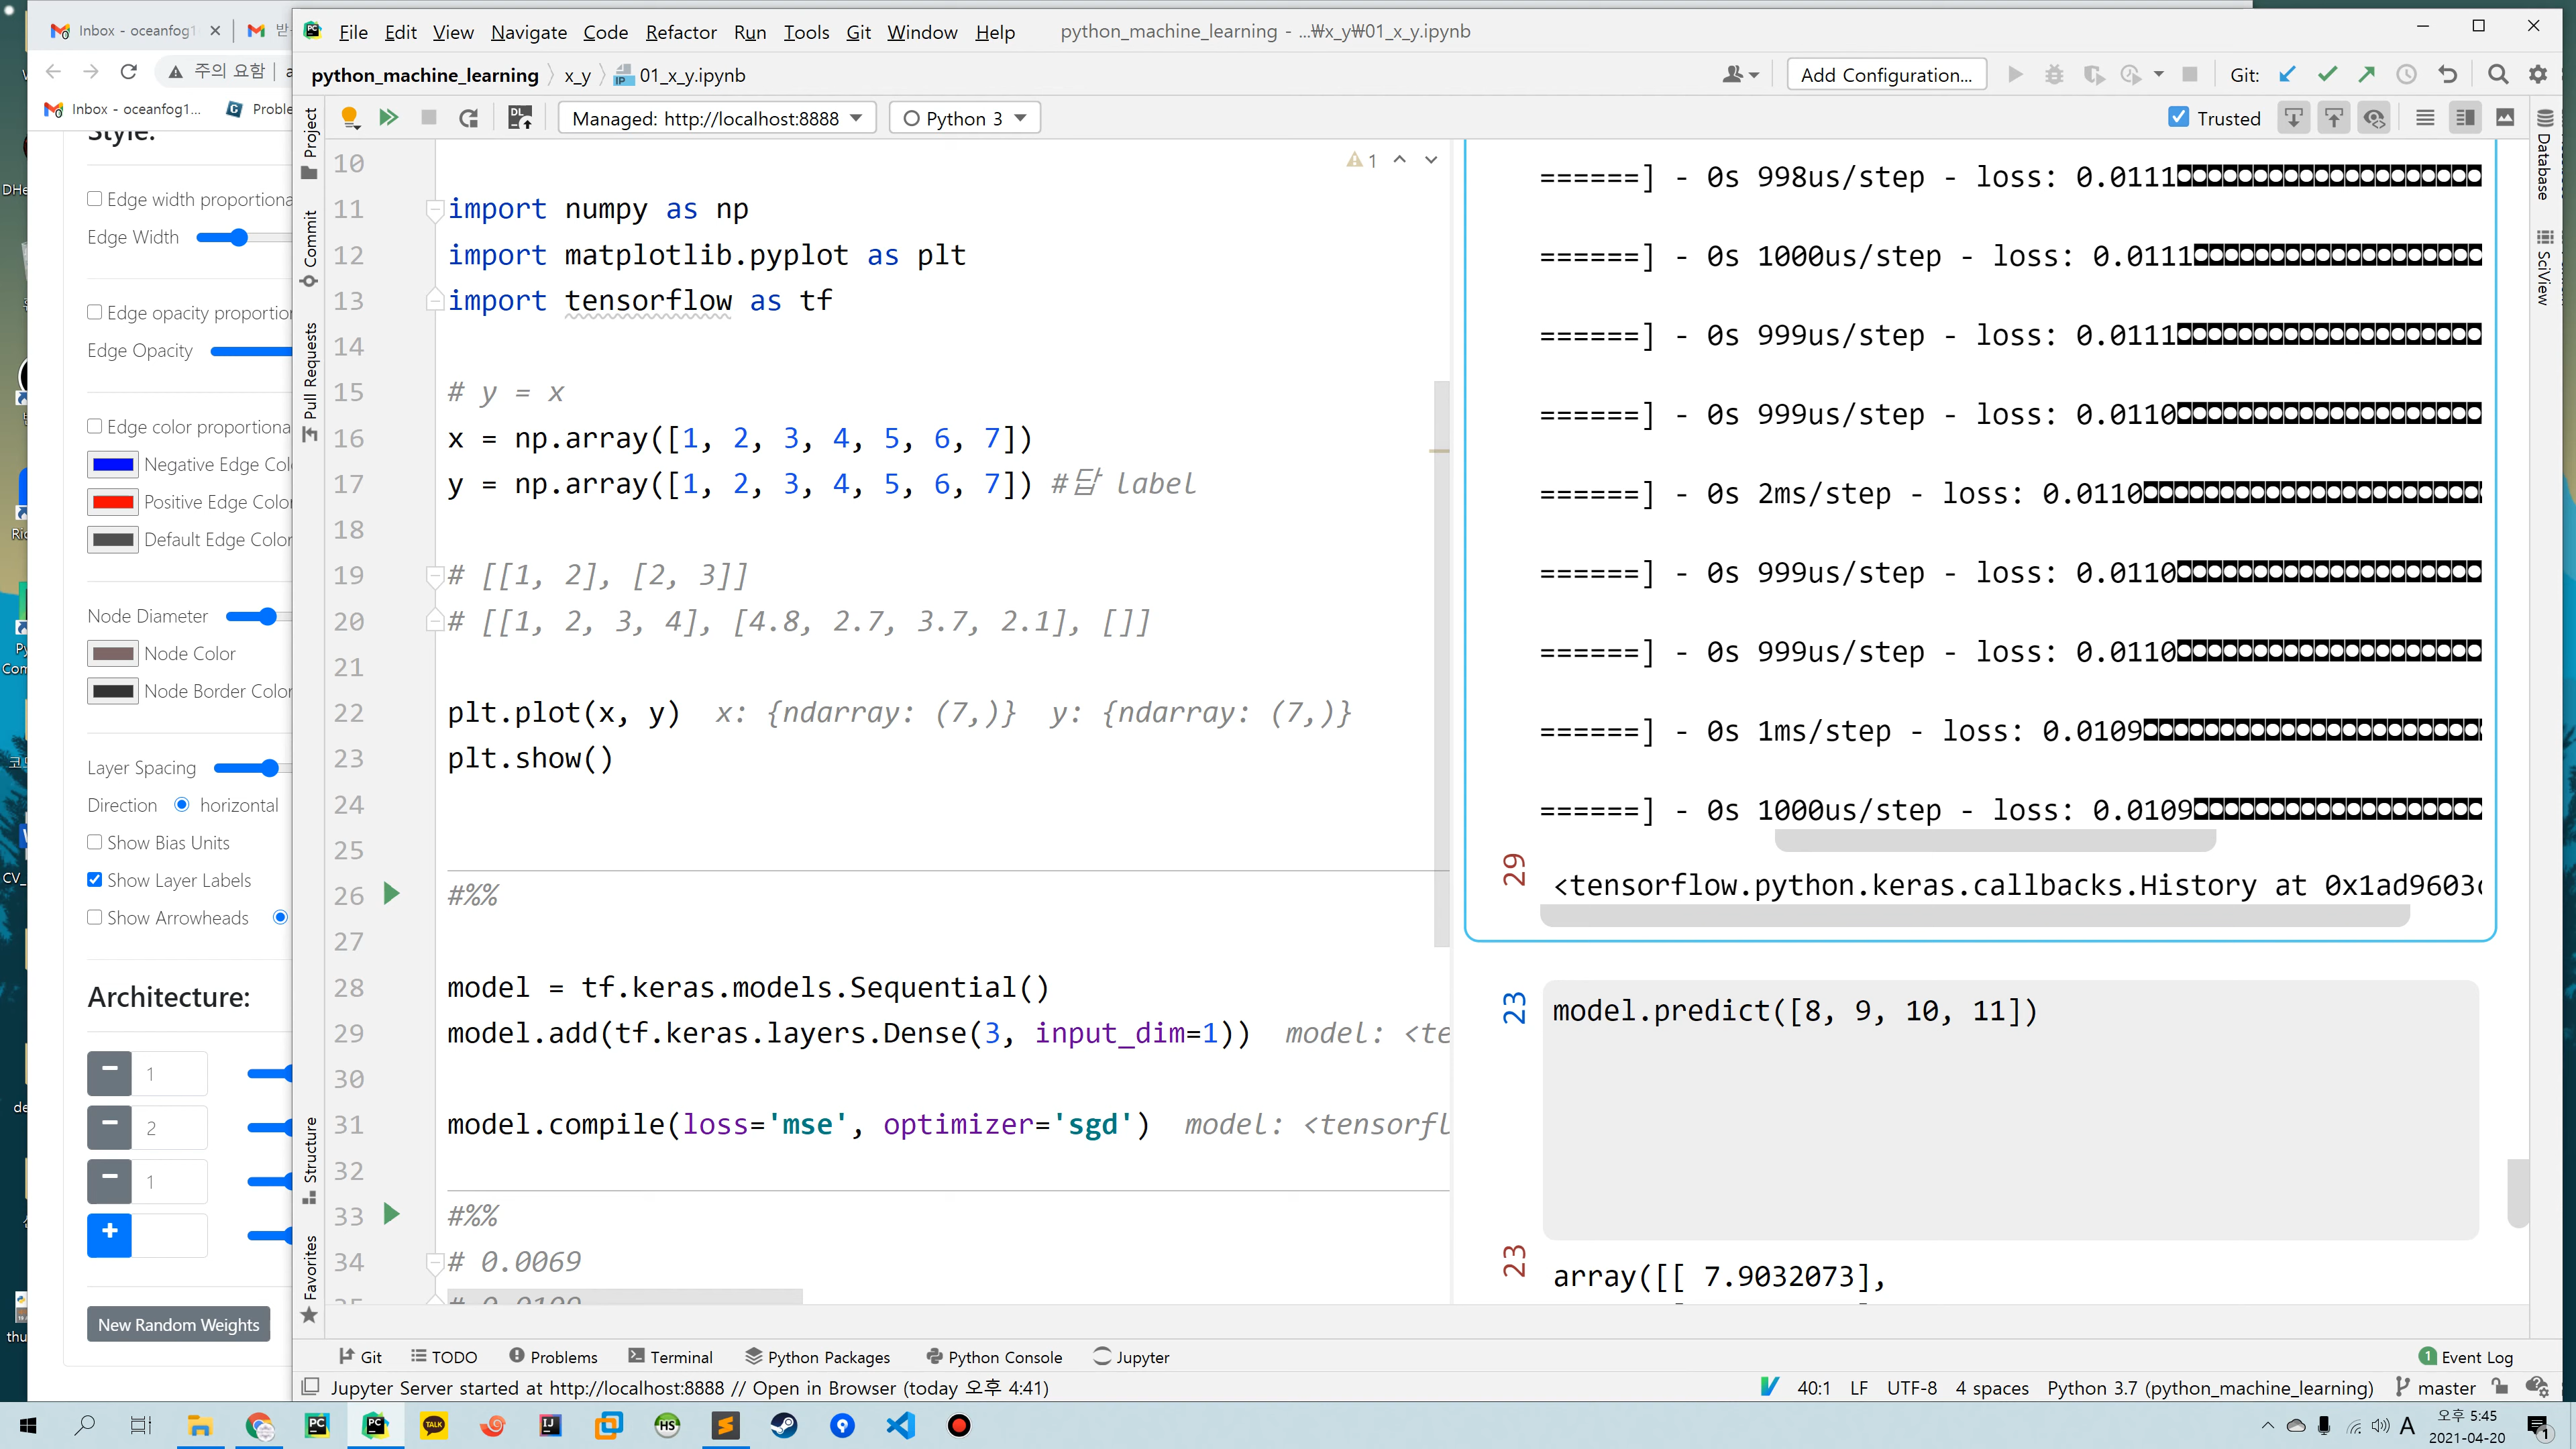 Inbox - oceanfog1
File Edit View Navigate Code Refactor Run Tools Git Window Help
python_machine_learning - ...₩x_y₩01_x_y.ipynb
주의 요함
python_machine_learning x_y 01_x_y.ipynb
Add Configuration...
Git:
Inbox - oceanfog1...
Proble
Managed: http://localhost:8888
Python 3
Trusted
Style:
Edge width proportiona
Edge Width
Edge opacity proportion
Edge Opacity
Edge color proportiona
Negative Edge Col
Positive Edge Color
Default Edge Color
Node Diameter
Node Color
Node Border Color
Layer Spacing
Direction horizontal
Show Bias Units
Show Layer Labels
Show Arrowheads
Architecture:
1
2
1
New Random Weights
Project
Commit
Pull Requests
Structure
Favorites
1
10
11 import numpy as np
12 import matplotlib.pyplot as plt
13 import tensorflow as tf
14
15 # y = x
16 x = np.array([1, 2, 3, 4, 5, 6, 7])
17 y = np.array([1, 2, 3, 4, 5, 6, 7]) #답 label
18
19 # [[1, 2], [2, 3]]
20 # [[1, 2, 3, 4], [4.8, 2.7, 3.7, 2.1], []]
21
22 plt.plot(x, y) x: {ndarray: (7,)} y: {ndarray: (7,)}
23 plt.show()
24
25
26 #%%
27
28 model = tf.keras.models.Sequential()
29 model.add(tf.keras.layers.Dense(3, input_dim=1)) model: <te
30
31 model.compile(loss='mse', optimizer='sgd') model: <tensorfl
32
33 #%%
34 # 0.0069
======] - 0s 998us/step - loss: 0.0111
======] - 0s 1000us/step - loss: 0.0111
======] - 0s 999us/step - loss: 0.0111
======] - 0s 999us/step - loss: 0.0110
======] - 0s 2ms/step - loss: 0.0110
======] - 0s 999us/step - loss: 0.0110
======] - 0s 999us/step - loss: 0.0110
======] - 0s 1ms/step - loss: 0.0109
======] - 0s 1000us/step - loss: 0.0109
29
<tensorflow.python.keras.callbacks.History at 0x1ad9603c
23
model.predict([8, 9, 10, 11])
23
array([[ 7.9032073],
Database
SciView
Git TODO Problems Terminal Python Packages Python Console Jupyter
1 Event Log
Jupyter Server started at http://localhost:8888 // Open in Browser (today 오후 4:41)
40:1 LF UTF-8 4 spaces Python 3.7 (python_machine_learning) master
A
오후 5:45
2021-04-20